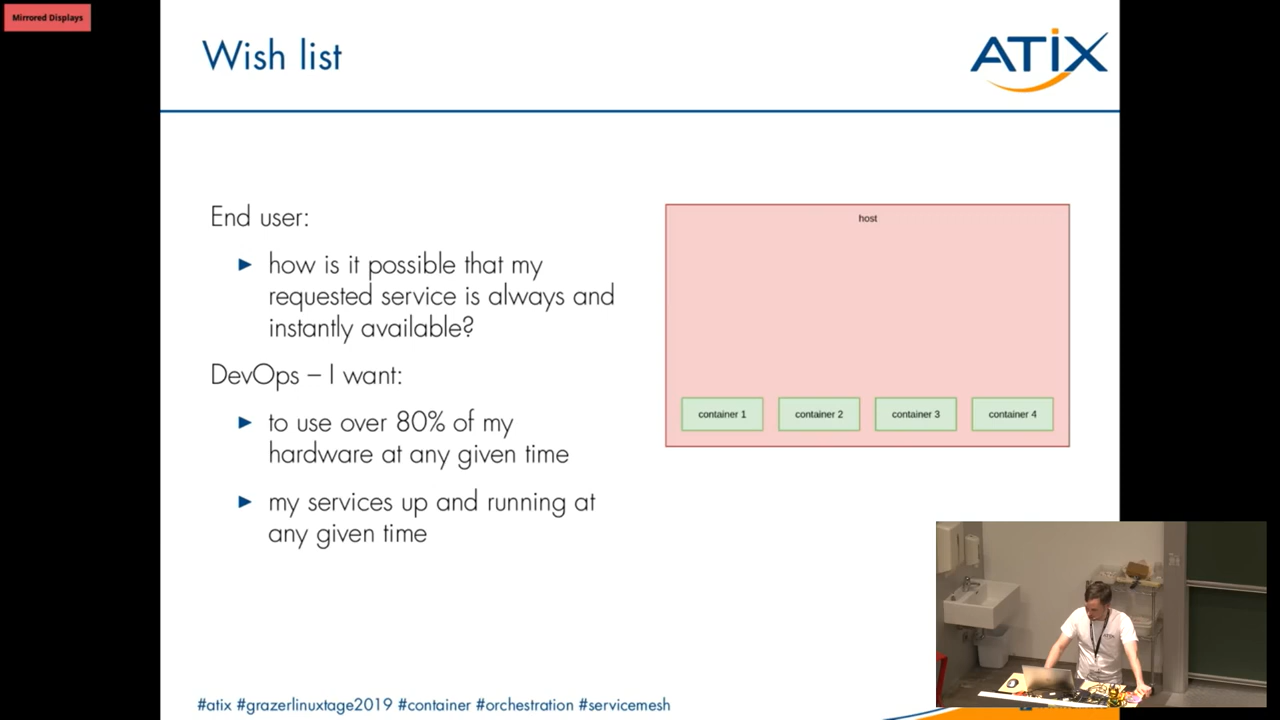 Mirrored Displays
Wish list
ATIX
End user:
how is it possible that my
requested service is always and
instantly available?
DevOps – I want:
to use over 80% of my
hardware at any given time
my services up and running at
any given time
host
container 1
container 2
container 3
container 4
#atix #grazerlinuxtage2019 #container #orchestration #servicemesh